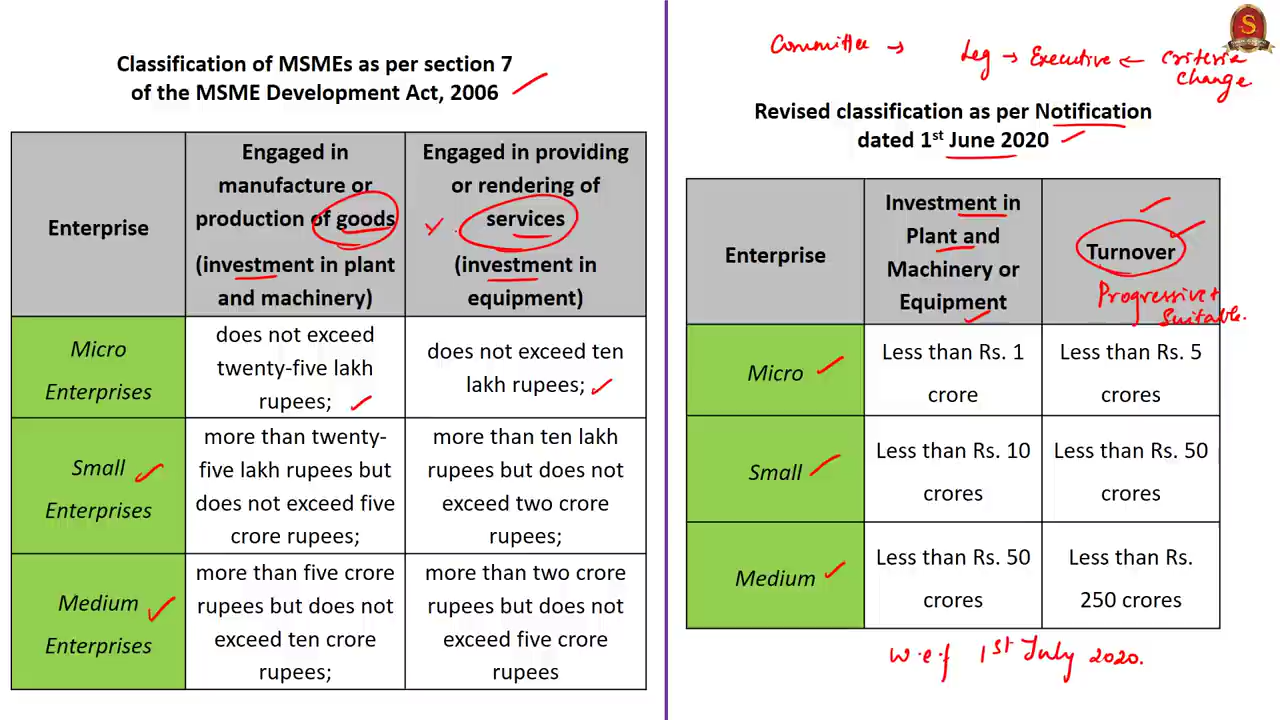 Classification of MSMEs as per section 7
of the MSME Development Act, 2006
Enterprise
Engaged in
manufacture or
production of goods
(investment in plant
and machinery)
Engaged in providing
or rendering of
services
(investment in
equipment)
Micro
Enterprises
does not exceed
twenty-five lakh
rupees;
does not exceed ten
lakh rupees;
Small
Enterprises
more than twenty-
five lakh rupees but
does not exceed five
crore rupees;
more than ten lakh
rupees but does not
exceed two crore
rupees;
Medium
Enterprises
more than five crore
rupees but does not
exceed ten crore
rupees;
more than two crore
rupees but does not
exceed five crore
rupees
Committee → Leg → Executive ← criteria
change
S
Revised classification as per Notification
dated 1st June 2020
Enterprise
Investment in
Plant and
Machinery or
Equipment
Turnover
Progressive +
Suitable.
Micro
Less than Rs. 1
crore
Less than Rs. 5
crores
Small
Less than Rs. 10
crores
Less than Rs. 50
crores
Medium
Less than Rs. 50
crores
Less than Rs.
250 crores
w.e.f 1st July 2020.